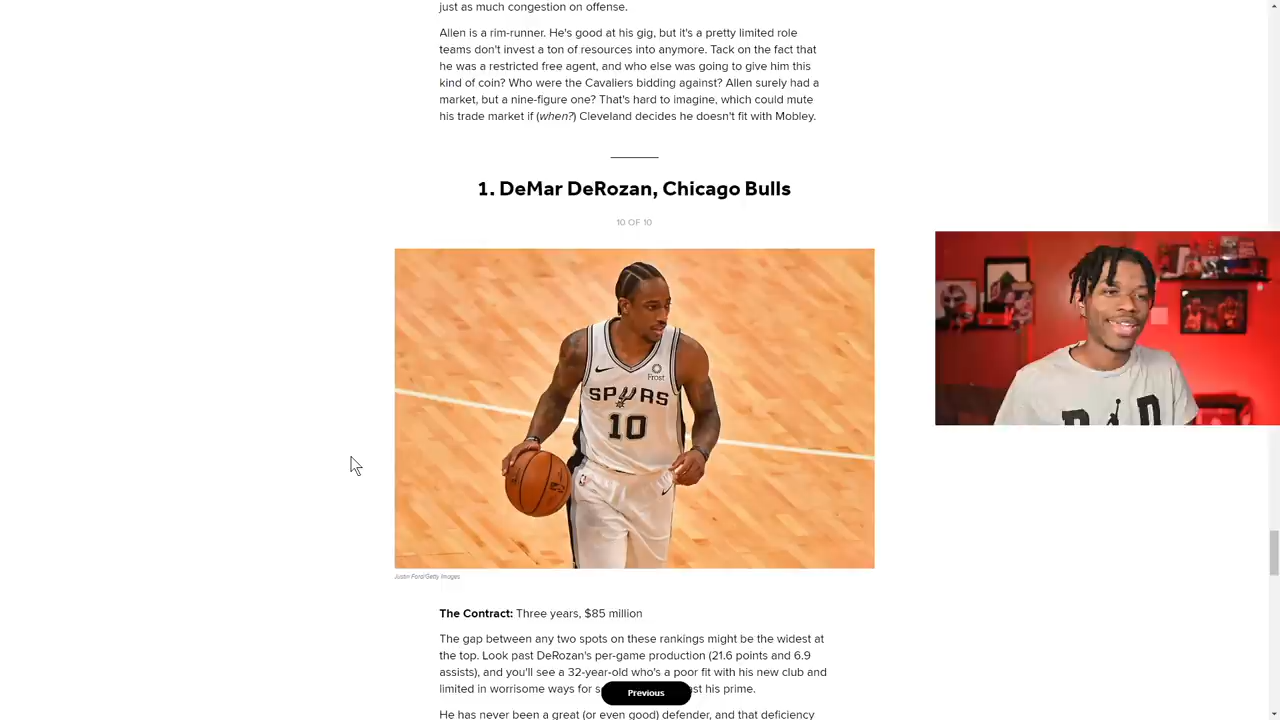 just as much congestion on offense.
Allen is a rim-runner. He's good at his gig, but it's a pretty limited role
teams don't invest a ton of resources into anymore. Tack on the fact that
he was a restricted free agent, and who else was going to give him this
kind of coin? Who were the Cavaliers bidding against? Allen surely had a
market, but a nine-figure one? That's hard to imagine, which could mute
his trade market if (when?) Cleveland decides he doesn't fit with Mobley.
1. DeMar DeRozan, Chicago Bulls
10 OF 10
Frost
SPURS
10
Justin Ford/Getty Images
The Contract: Three years, $85 million
The gap between any two spots on these rankings might be the widest at
the top. Look past DeRozan's per-game production (21.6 points and 6.9
assists), and you'll see a 32-year-old who's a poor fit with his new club and
limited in worrisome ways for his prime.
Previous
He has never been a great (or even good) defender, and that deficiency